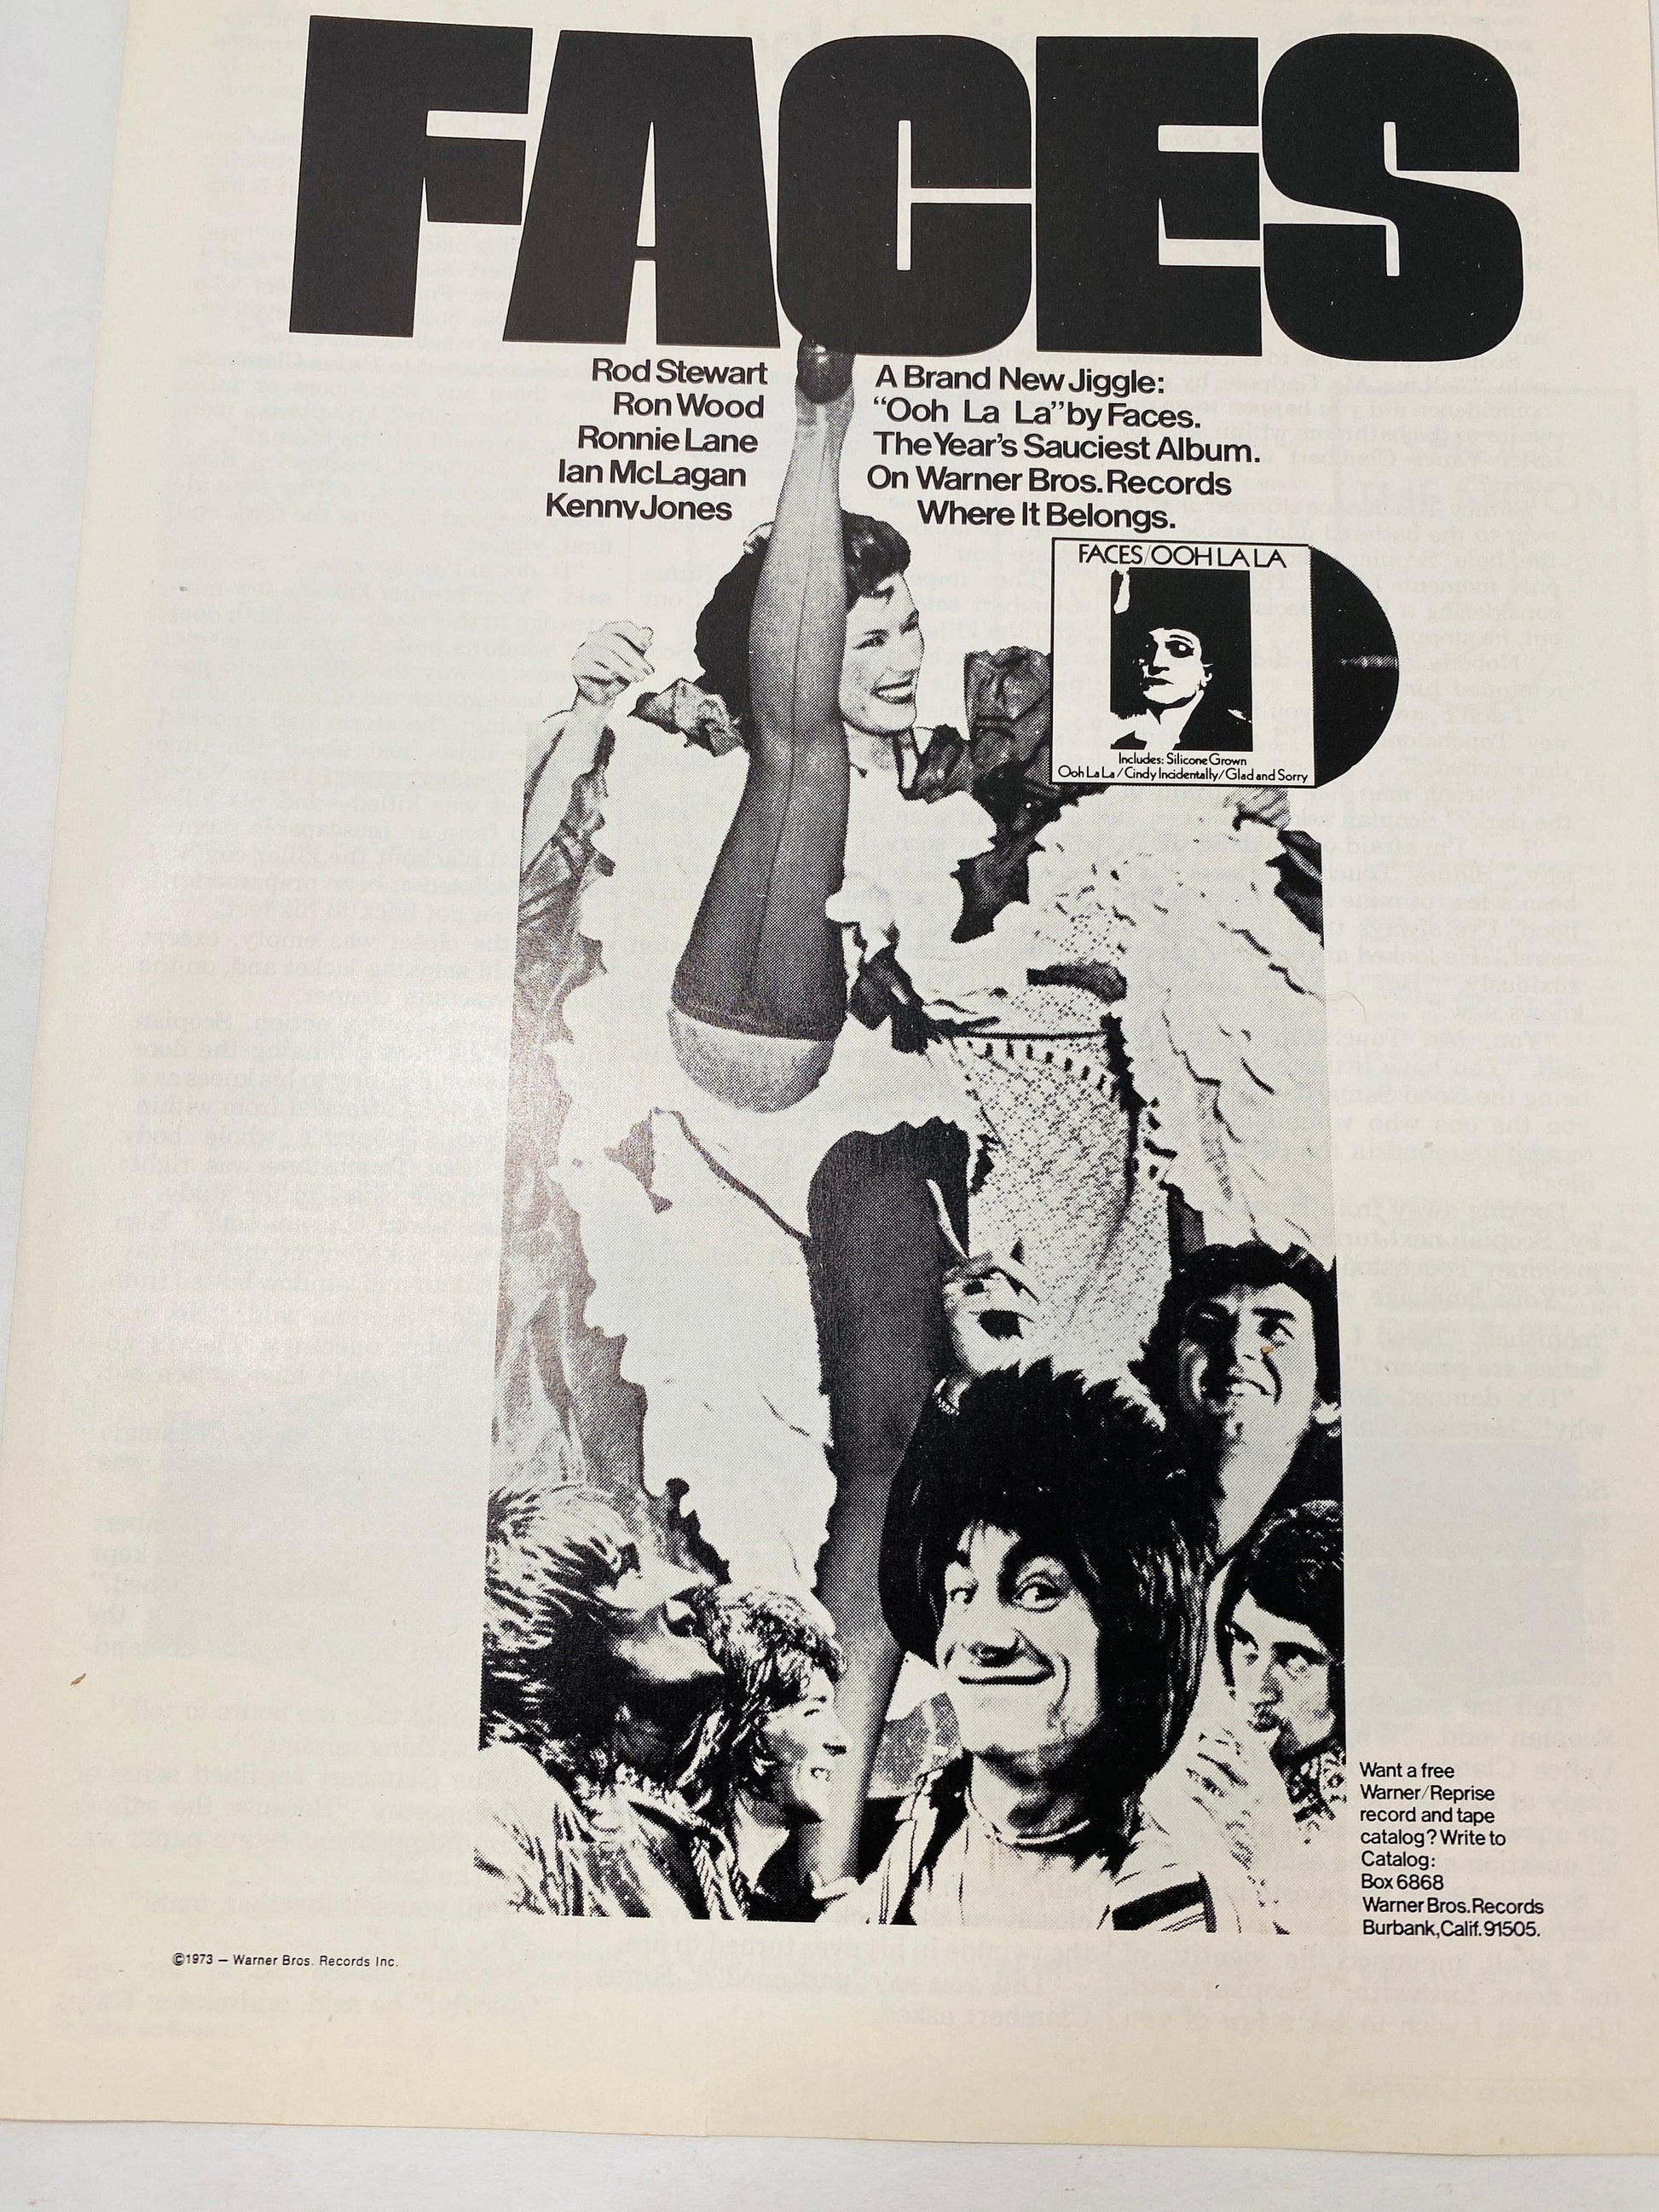 FACES
Rod Stewart
Ron Wood
Ronnie Lane
Ian McLagan
Kenny Jones
A Brand New Jiggle:
“Ooh La La” by Faces.
The Year’s Sauciest Album.
On Warner Bros. Records
Where It Belongs.
FACES/OOH LA LA
Includes: Silicone Grown
Ooh La La / Cindy Incidentally / Glad and Sorry
Want a free
Warner/Reprise
record and tape
catalog? Write to
Catalog:
Box 6868
Warner Bros. Records
Burbank, Calif. 91505.
©1973 — Warner Bros. Records Inc.